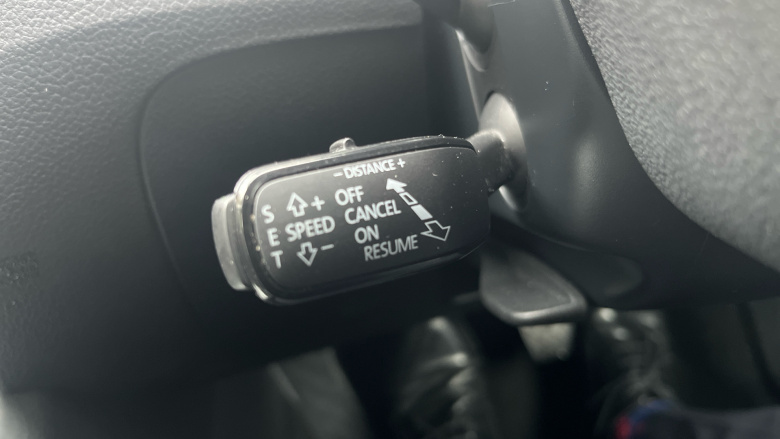 - DISTANCE +
S + OFF
E SPEED CANCEL
T - ON
RESUME